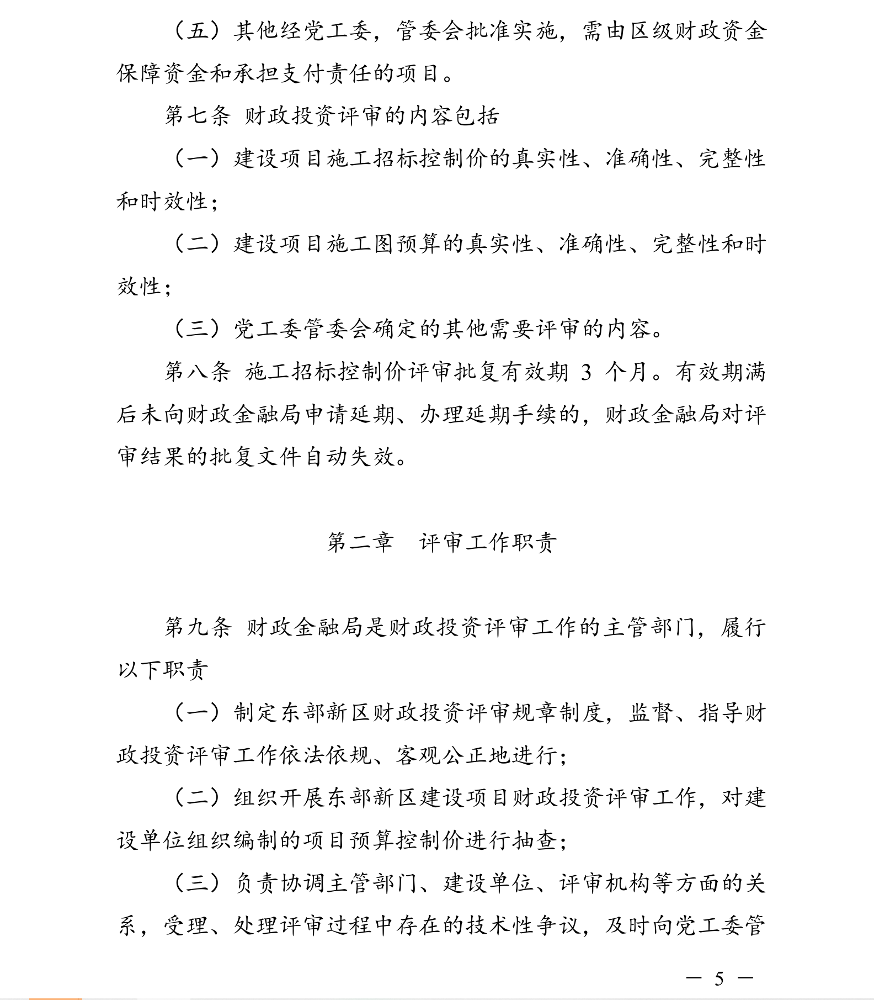 （五）其他经党工委，管委会批准实施，需由区级财政资金
保障资金和承担支付责任的项目。
第七条 财政投资评审的内容包括
（一）建设项目施工招标控制价的真实性、准确性、完整性
和时效性；
（二）建设项目施工图预算的真实性、准确性、完整性和时
效性；
（三）党工委管委会确定的其他需要评审的内容。
第八条 施工招标控制价评审批复有效期 3 个月。有效期满
后未向财政金融局申请延期、办理延期手续的，财政金融局对评
审结果的批复文件自动失效。
第二章　评审工作职责
第九条 财政金融局是财政投资评审工作的主管部门，履行
以下职责
（一）制定东部新区财政投资评审规章制度，监督、指导财
政投资评审工作依法依规、客观公正地进行；
（二）组织开展东部新区建设项目财政投资评审工作，对建
设单位组织编制的项目预算控制价进行抽查；
（三）负责协调主管部门、建设单位、评审机构等方面的关
系，受理、处理评审过程中存在的技术性争议，及时向党工委管
— 5 —